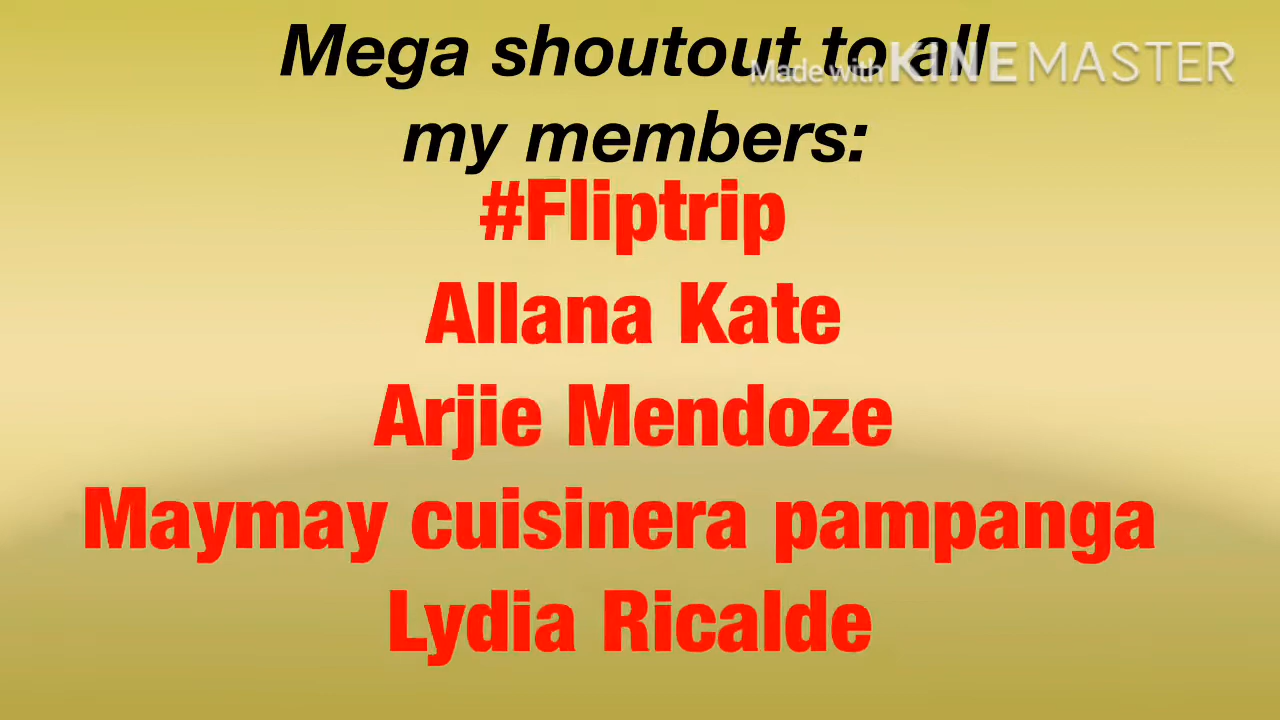 Mega shoutout to all
Made with KINEMASTER
my members:
#Fliptrip
Allana Kate
Arjie Mendoze
Maymay cuisinera pampanga
Lydia Ricalde